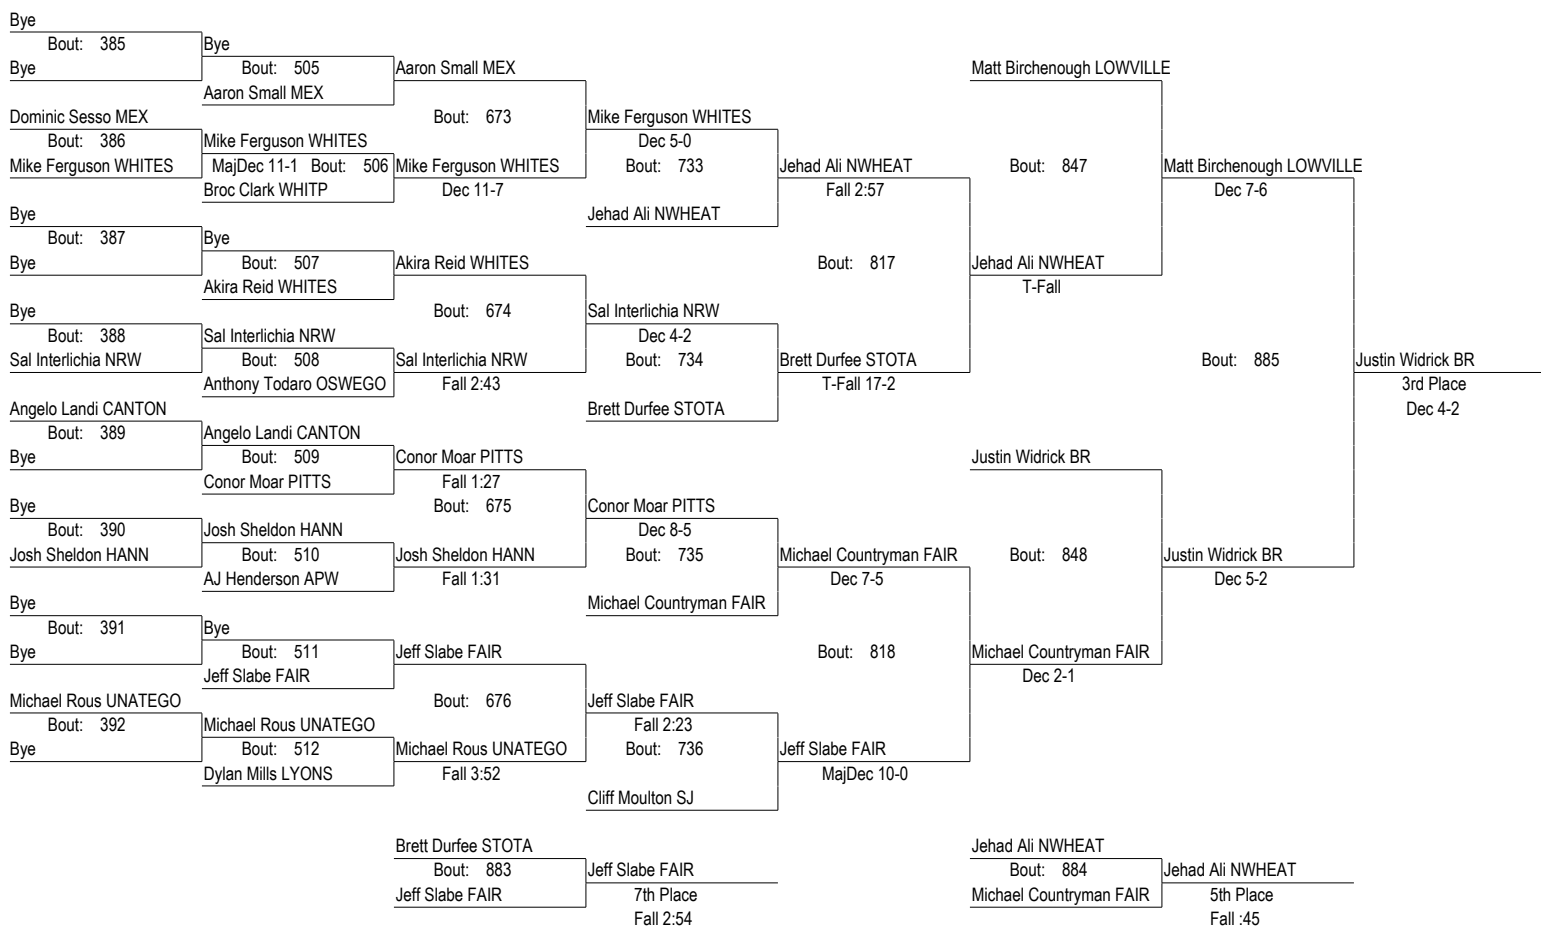 Bye
Bout: 385 Bye
Bye Bout: 505 Aaron Small MEX Matt Birchenough LOWVILLE
Aaron Small MEX
Dominic Sesso MEX Bout: 673 Mike Ferguson WHITES
Bout: 386 Mike Ferguson WHITES Dec 5-0
Mike Ferguson WHITES MajDec 11-1 Bout: 506 Mike Ferguson WHITES Bout: 733 Jehad Ali NWHEAT Bout: 847 Matt Birchenough LOWVILLE
Broc Clark WHITP Dec 11-7 Fall 2:57 Dec 7-6
Bye Jehad Ali NWHEAT
Bout: 387 Bye
Bye Bout: 507 Akira Reid WHITES Bout: 817 Jehad Ali NWHEAT
Akira Reid WHITES T-Fall
Bye Bout: 674 Sal Interlichia NRW
Bout: 388 Sal Interlichia NRW Dec 4-2
Sal Interlichia NRW Bout: 508 Sal Interlichia NRW Bout: 734 Brett Durfee STOTA Bout: 885 Justin Widrick BR
Anthony Todaro OSWEGO Fall 2:43 T-Fall 17-2 3rd Place
Angelo Landi CANTON Brett Durfee STOTA Dec 4-2
Bout: 389 Angelo Landi CANTON
Bye Bout: 509 Conor Moar PITTS Justin Widrick BR
Conor Moar PITTS Fall 1:27
Bye Bout: 675 Conor Moar PITTS
Bout: 390 Josh Sheldon HANN Dec 8-5
Josh Sheldon HANN Bout: 510 Josh Sheldon HANN Bout: 735 Michael Countryman FAIR Bout: 848 Justin Widrick BR
AJ Henderson APW Fall 1:31 Dec 7-5 Dec 5-2
Bye Michael Countryman FAIR
Bout: 391 Bye
Bye Bout: 511 Jeff Slabe FAIR Bout: 818 Michael Countryman FAIR
Jeff Slabe FAIR Dec 2-1
Michael Rous UNATEGO Bout: 676 Jeff Slabe FAIR
Bout: 392 Michael Rous UNATEGO Fall 2:23
Bye Bout: 512 Michael Rous UNATEGO Bout: 736 Jeff Slabe FAIR
Dylan Mills LYONS Fall 3:52 MajDec 10-0
Cliff Moulton SJ
Brett Durfee STOTA Jehad Ali NWHEAT
Bout: 883 Jeff Slabe FAIR Bout: 884 Jehad Ali NWHEAT
Jeff Slabe FAIR 7th Place Michael Countryman FAIR 5th Place
Fall 2:54 Fall :45